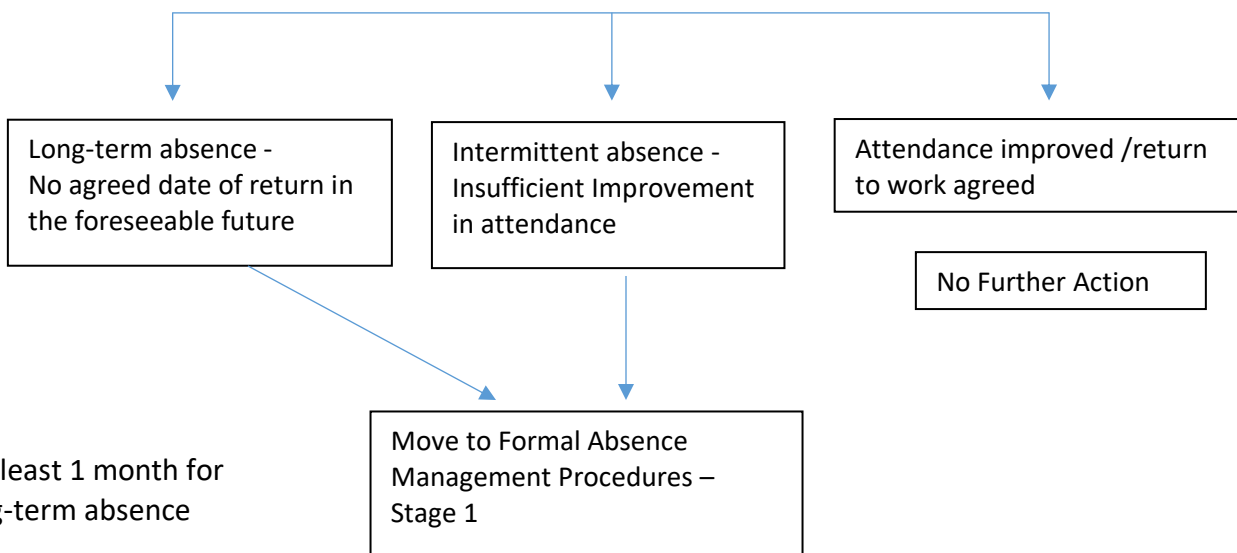 Long-term absence -
No agreed date of return in
the foreseeable future
Intermittent absence -
Insufficient Improvement
in attendance
Attendance improved /return
to work agreed
No Further Action
Move to Formal Absence
Management Procedures –
Stage 1
least 1 month for
-term absence